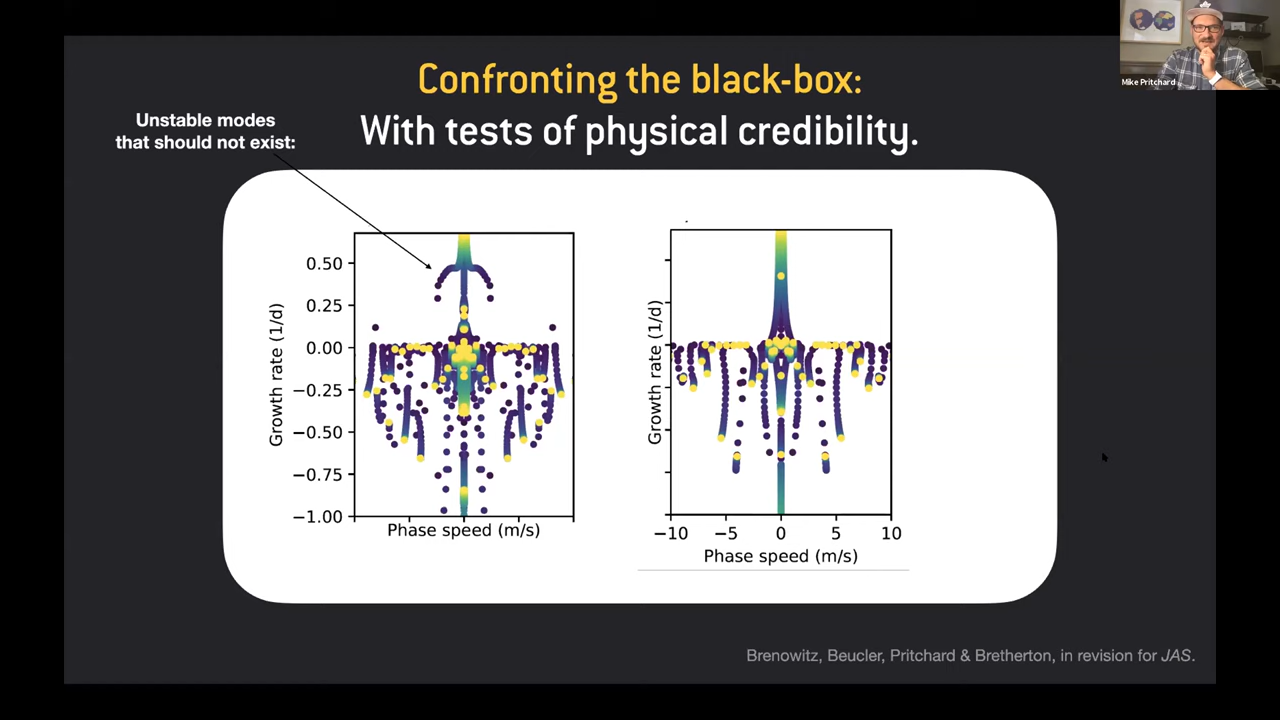 Mike Pritchard
Confronting the black-box:
With tests of physical credibility.
Unstable modes
that should not exist:
0.50
0.25
0.00
−0.25
−0.50
−0.75
−1.00
Growth rate (1/d)
Phase speed (m/s)
Growth rate (1/d)
−10 −5 0 5 10
Phase speed (m/s)
Brenowitz, Beucler, Pritchard & Bretherton, in revision for JAS.